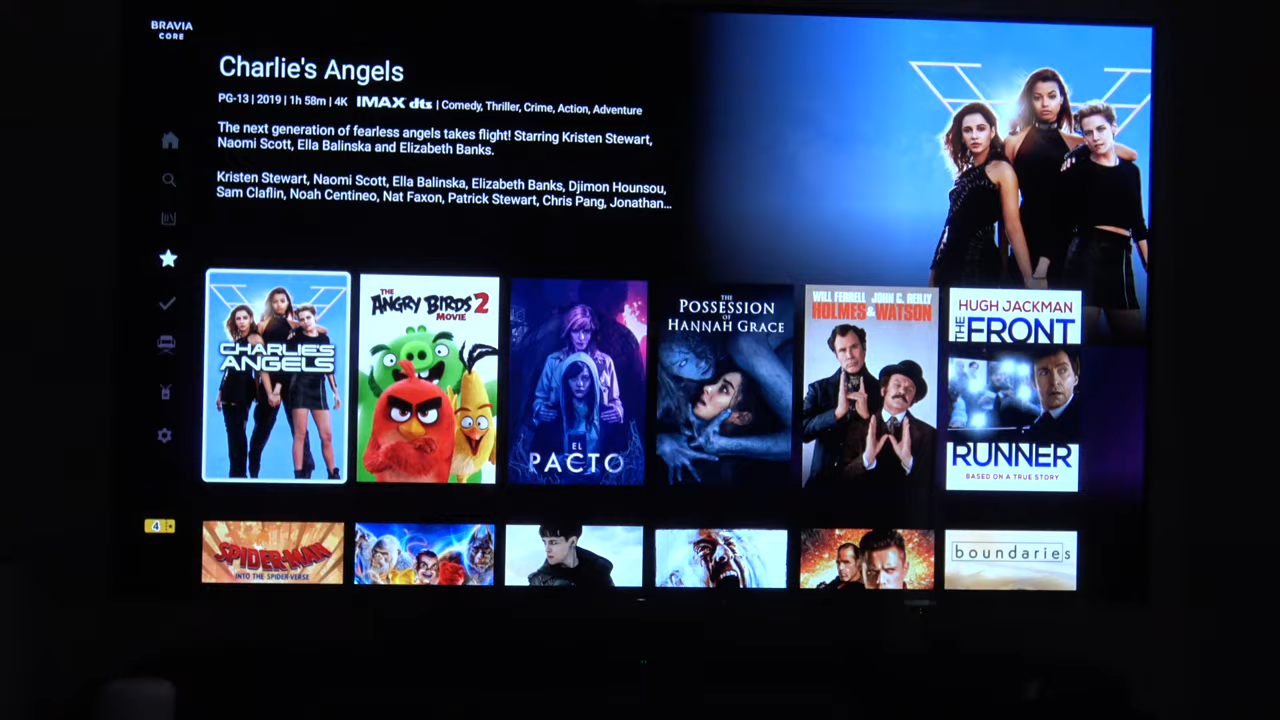 BRAVIA
CORE
Charlie's Angels
PG-13 | 2019 | 1h 58m | 4K IMAX dts | Comedy, Thriller, Crime, Action, Adventure
The next generation of fearless angels takes flight! Starring Kristen Stewart,
Naomi Scott, Ella Balinska and Elizabeth Banks.
Kristen Stewart, Naomi Scott, Ella Balinska, Elizabeth Banks, Djimon Hounsou,
Sam Claflin, Noah Centineo, Nat Faxon, Patrick Stewart, Chris Pang, Jonathan...
CHARLIE'S
ANGELS
THE
ANGRY BIRDS 2
MOVIE
EL
PACTO
THE
POSSESSION
OF
HANNAH GRACE
WILL FERRELL JOHN C. REILLY
HOLMES & WATSON
HUGH JACKMAN
THE FRONT
RUNNER
BASED ON A TRUE STORY
4
SPIDER-MAN
INTO THE SPIDER-VERSE
boundaries